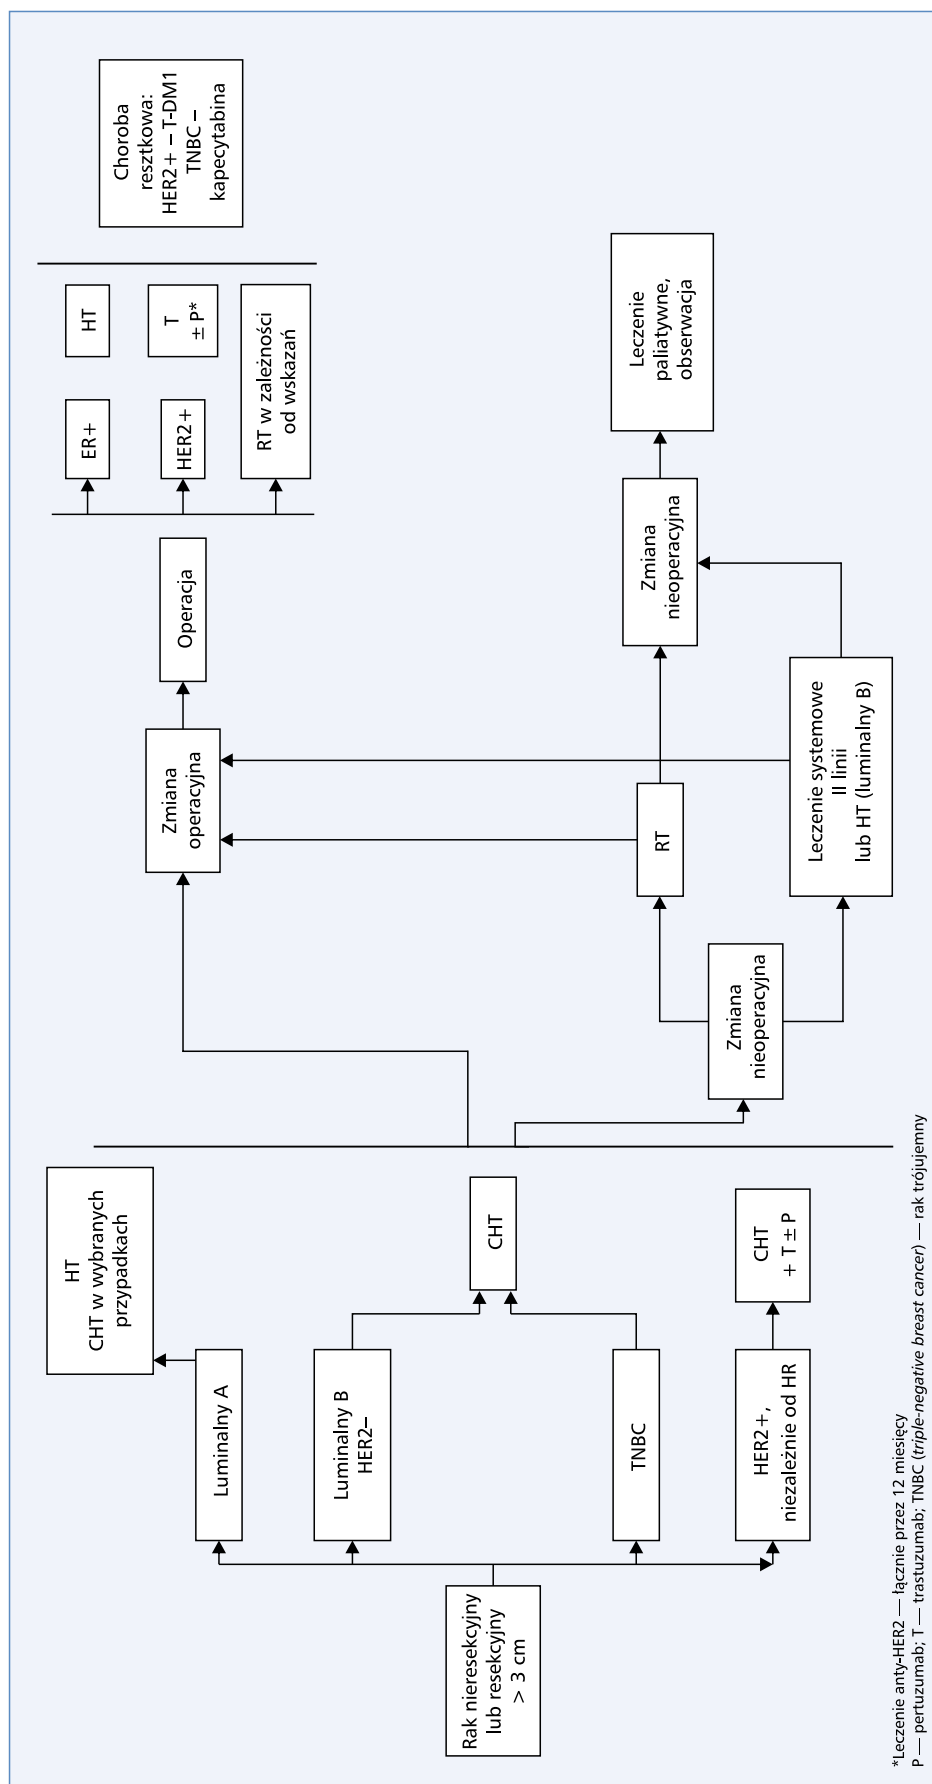 Rak nieresekcyjny
lub resekcyjny
> 3 cm
Luminalny A
Luminalny B
HER2–
TNBC
HER2+,
niezależnie od HR
HT
CHT w wybranych
przypadkach
CHT
CHT
+ T ± P
Zmiana
nieoperacyjna
Zmiana
operacyjna
RT
Leczenie systemowe
II linii
lub HT (luminalny B)
Operacja
Zmiana
nieoperacyjna
Leczenie
paliatywne,
obserwacja
ER+
HT
HER2+
T
± P*
RT w zależności
od wskazań
Choroba
resztkowa:
HER2+ – T-DM1
TNBC –
kapecytabina
*Leczenie anty-HER2 — łącznie przez 12 miesięcy
P — pertuzumab; T — trastuzumab; TNBC (triple-negative breast cancer) — rak trójujemny